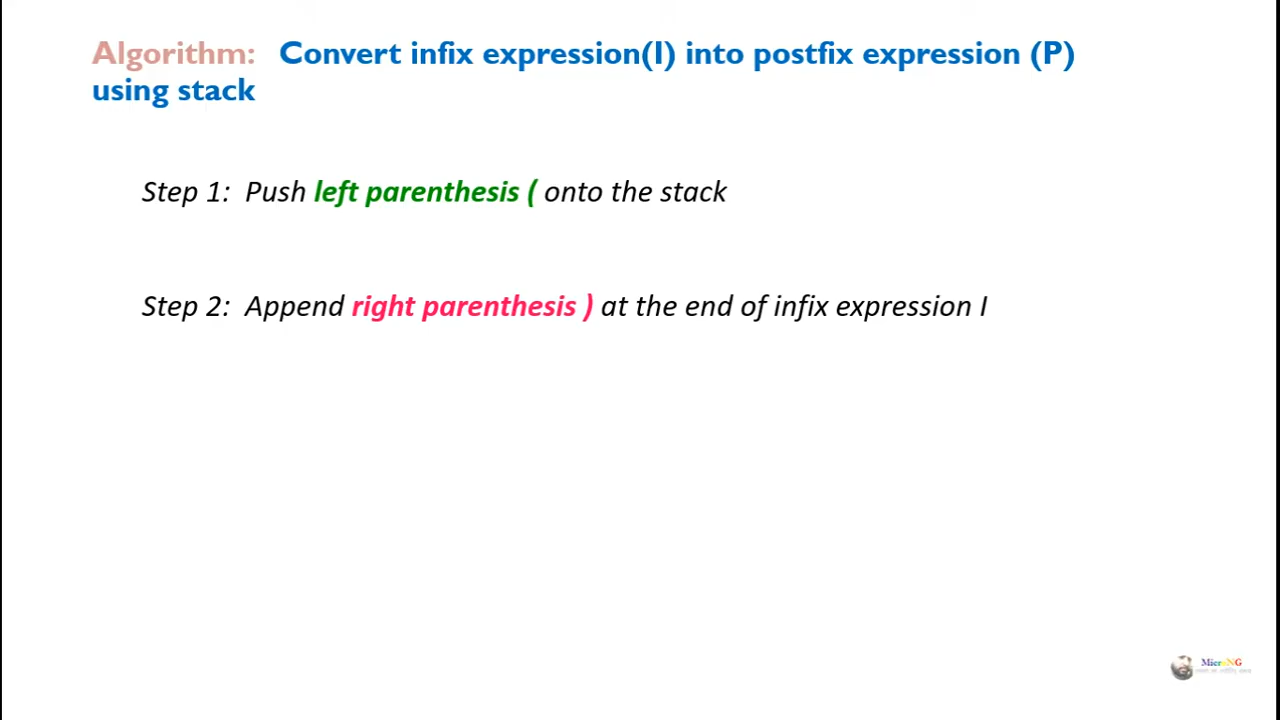 Algorithm: Convert infix expression(I) into postfix expression (P)
using stack
Step 1: Push left parenthesis ( onto the stack
Step 2: Append right parenthesis ) at the end of infix expression I
MicroNG